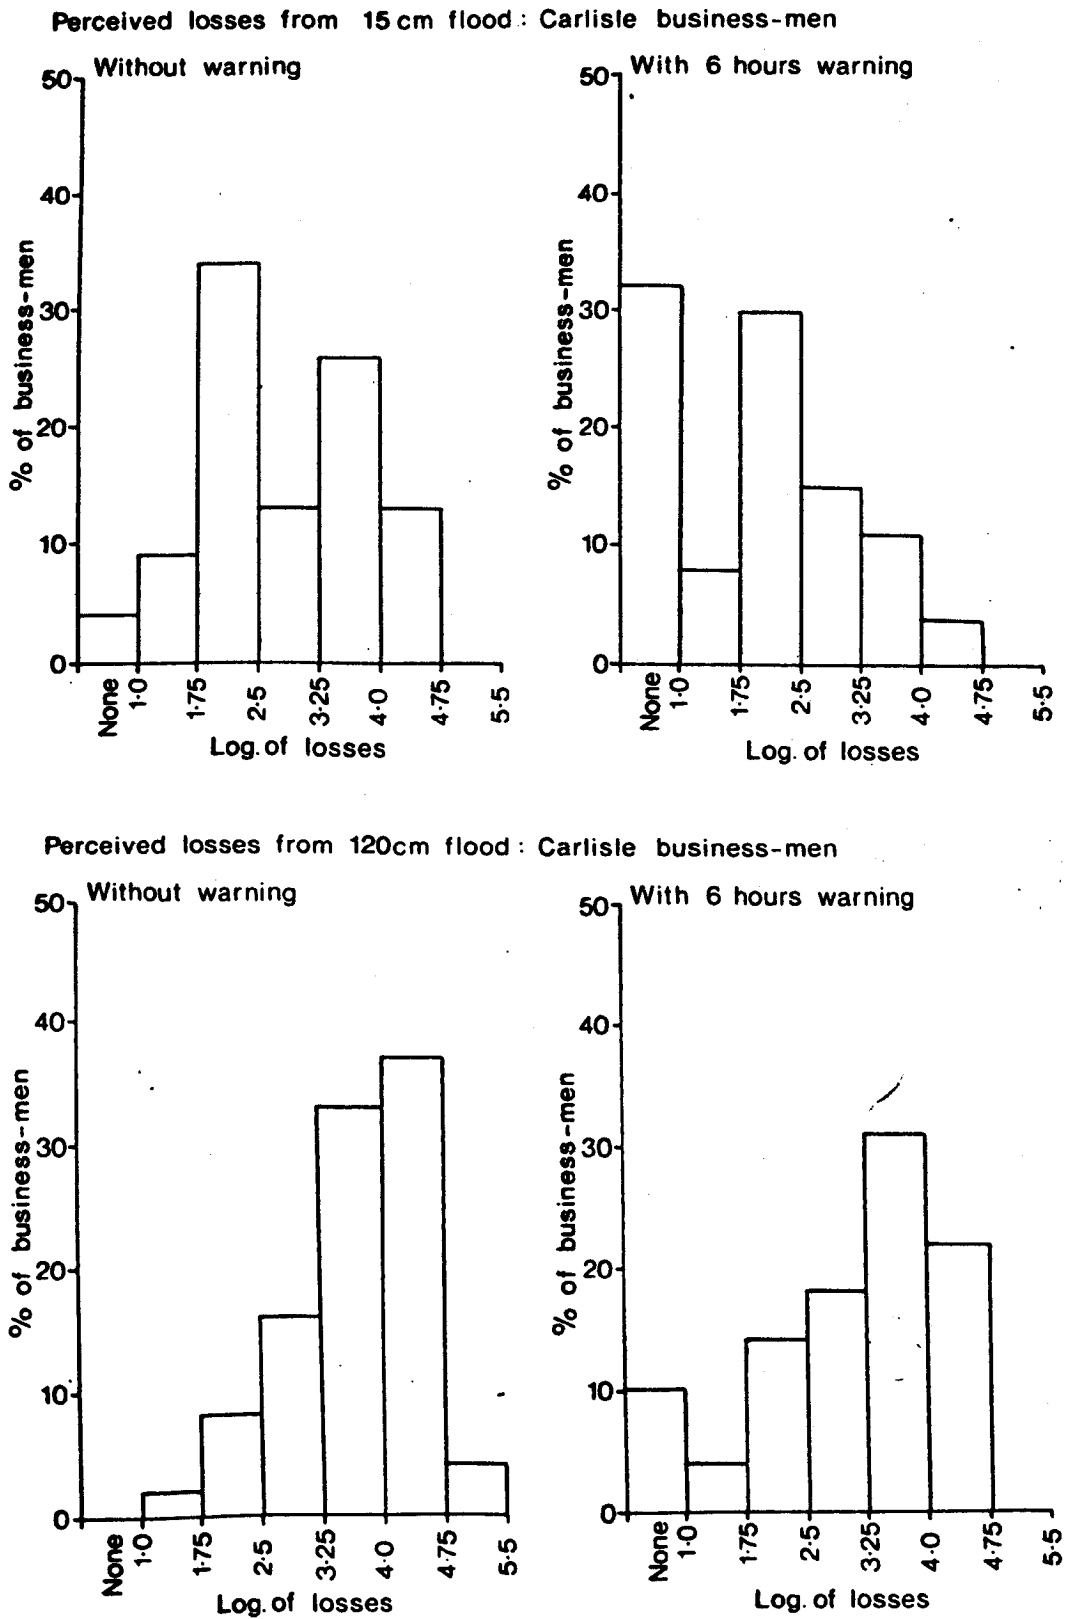 Perceived losses from 15cm flood: Carlisle business-men
Without warning
50
40
30
20
10
0
% of business-men
None 1·0 1·75 2·5 3·25 4·0 4·75 5·5
Log. of losses
With 6 hours warning
50
40
30
20
10
0
% of business-men
None 1·0 1·75 2·5 3·25 4·0 4·75 5·5
Log. of losses
Perceived losses from 120cm flood: Carlisle business-men
Without warning
50
40
30
20
10
0
% of business-men
None 1·0 1·75 2·5 3·25 4·0 4·75 5·5
Log. of losses
With 6 hours warning
50
40
30
20
10
0
% of business-men
None 1·0 1·75 2·5 3·25 4·0 4·75 5·5
Log. of losses